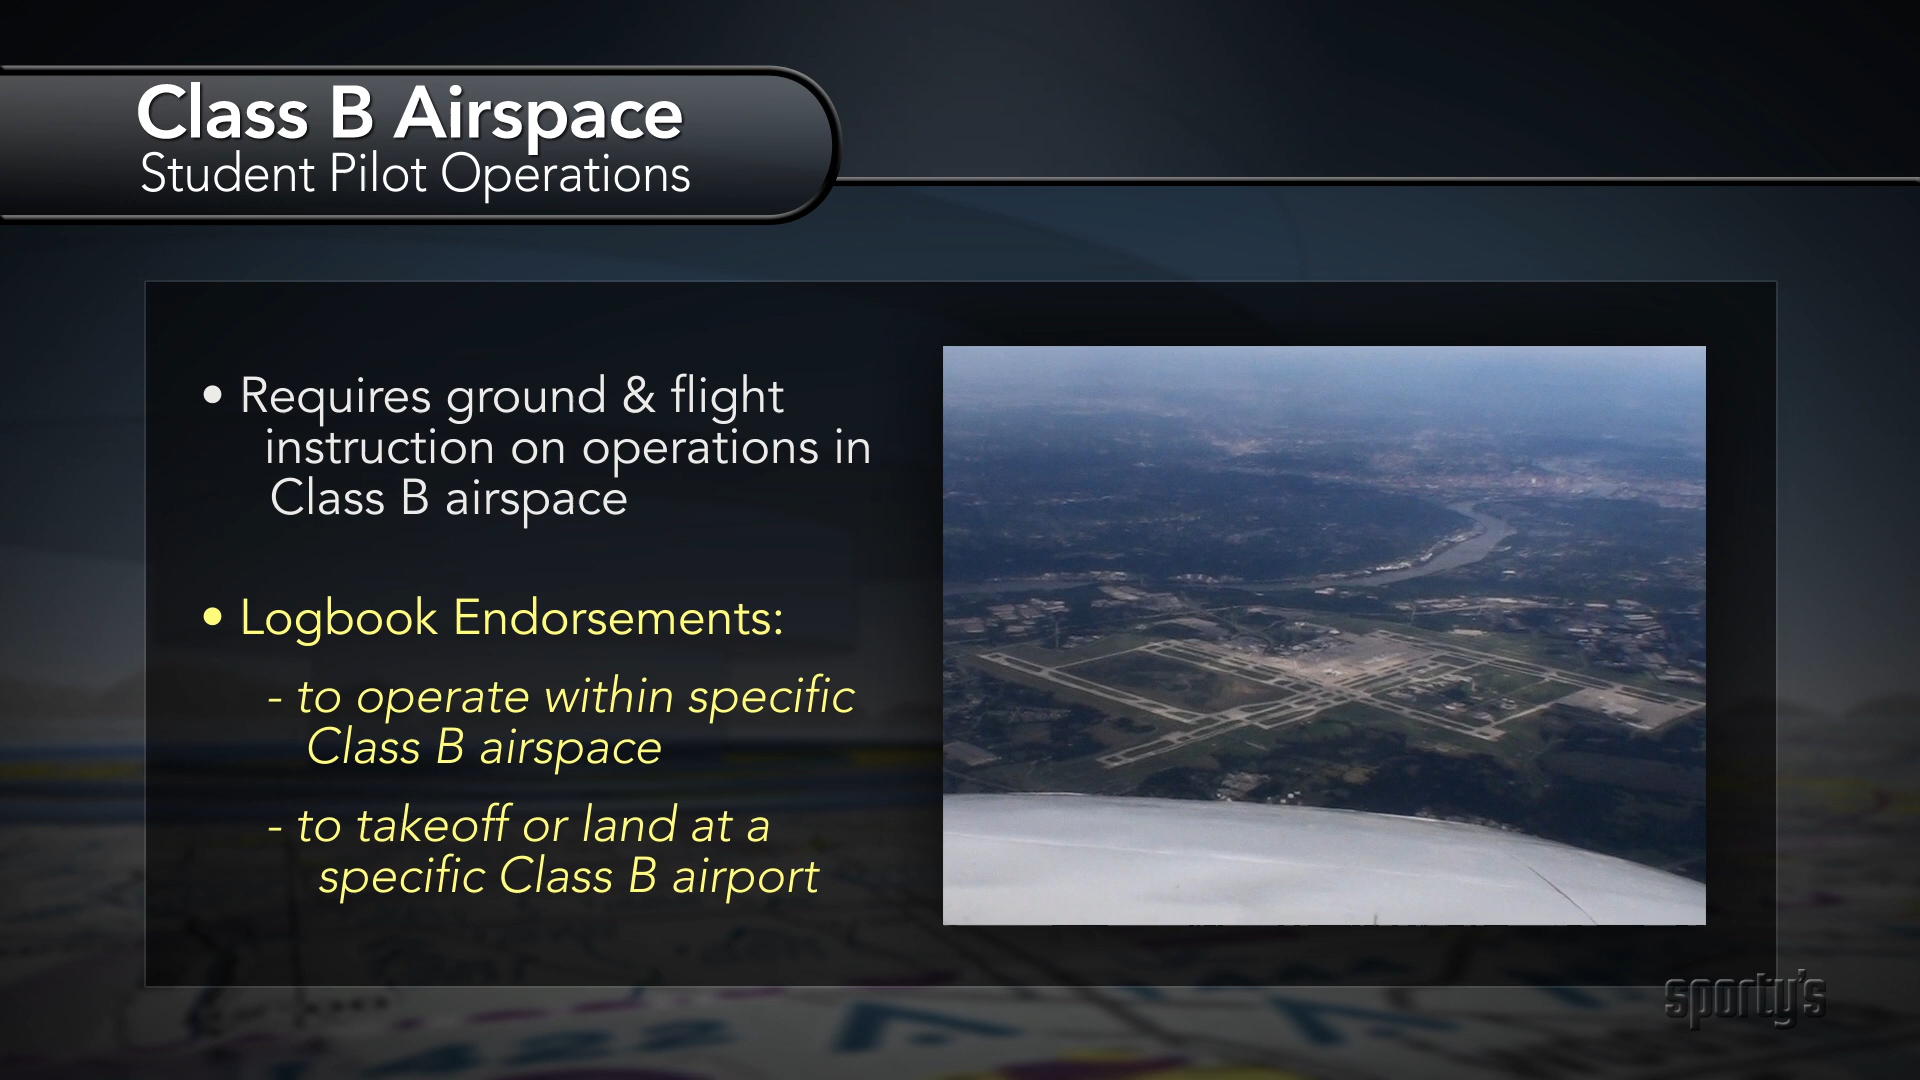 Class B Airspace
Student Pilot Operations
• Requires ground & flight
instruction on operations in
Class B airspace
• Logbook Endorsements:
- to operate within specific
Class B airspace
- to takeoff or land at a
specific Class B airport
sporty's